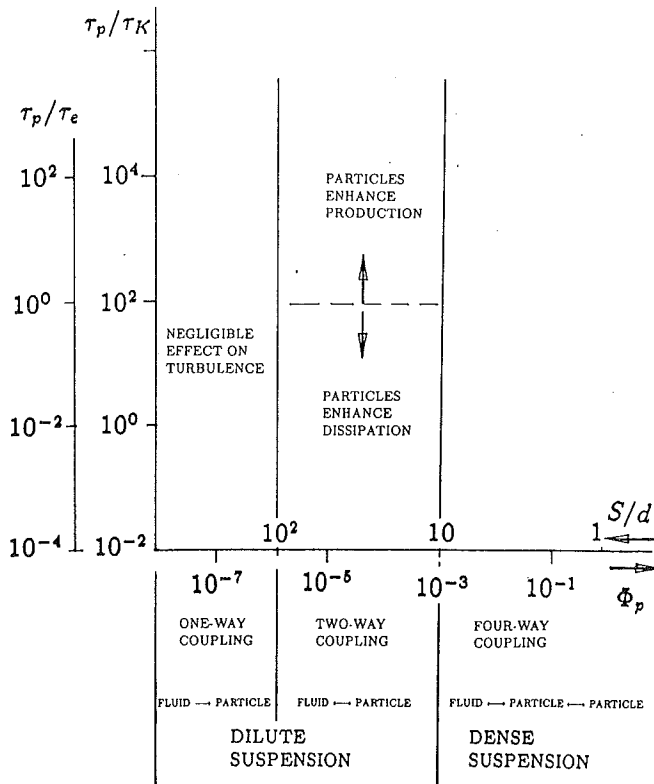 τp/τK
τp/τe
10²
10⁴
PARTICLES
ENHANCE
PRODUCTION
10⁰
10²
NEGLIGIBLE
EFFECT ON
TURBULENCE
PARTICLES
ENHANCE
DISSIPATION
10⁻²
10⁰
10⁻⁴
10⁻²
10²
10
1
S/d
10⁻⁷
10⁻⁵
10⁻³
10⁻¹
Φp
ONE-WAY
COUPLING
TWO-WAY
COUPLING
FOUR-WAY
COUPLING
FLUID → PARTICLE
FLUID ↔ PARTICLE
FLUID ↔ PARTICLE ↔ PARTICLE
DILUTE
SUSPENSION
DENSE
SUSPENSION